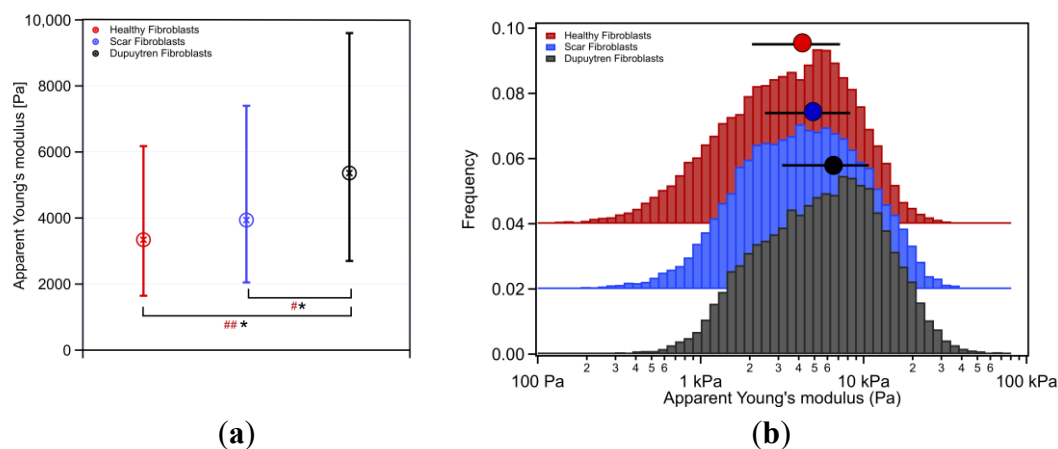 10,000
8000
6000
4000
2000
0
Apparent Young's modulus [Pa]
Healthy Fibroblasts
Scar Fibroblasts
Dupuytren Fibroblasts
#*
##*
(a)
0.10
0.08
0.06
0.04
0.02
0.00
Frequency
Healthy Fibroblasts
Scar Fibroblasts
Dupuytren Fibroblasts
2 3 4 5 6 2 3 4 5 6 2 3 4 5 6
100 Pa 1 kPa 10 kPa 100 kPa
Apparent Young's modulus (Pa)
(b)